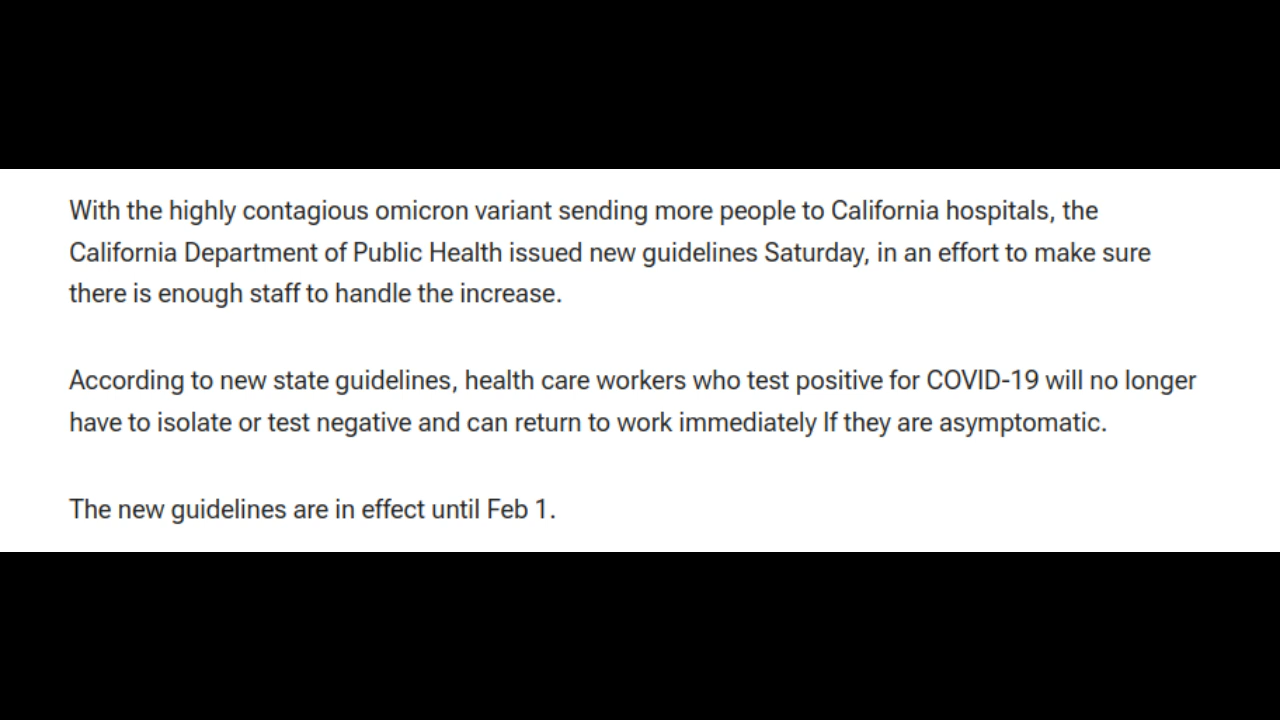 With the highly contagious omicron variant sending more people to California hospitals, the
California Department of Public Health issued new guidelines Saturday, in an effort to make sure
there is enough staff to handle the increase.
According to new state guidelines, health care workers who test positive for COVID-19 will no longer
have to isolate or test negative and can return to work immediately If they are asymptomatic.
The new guidelines are in effect until Feb 1.